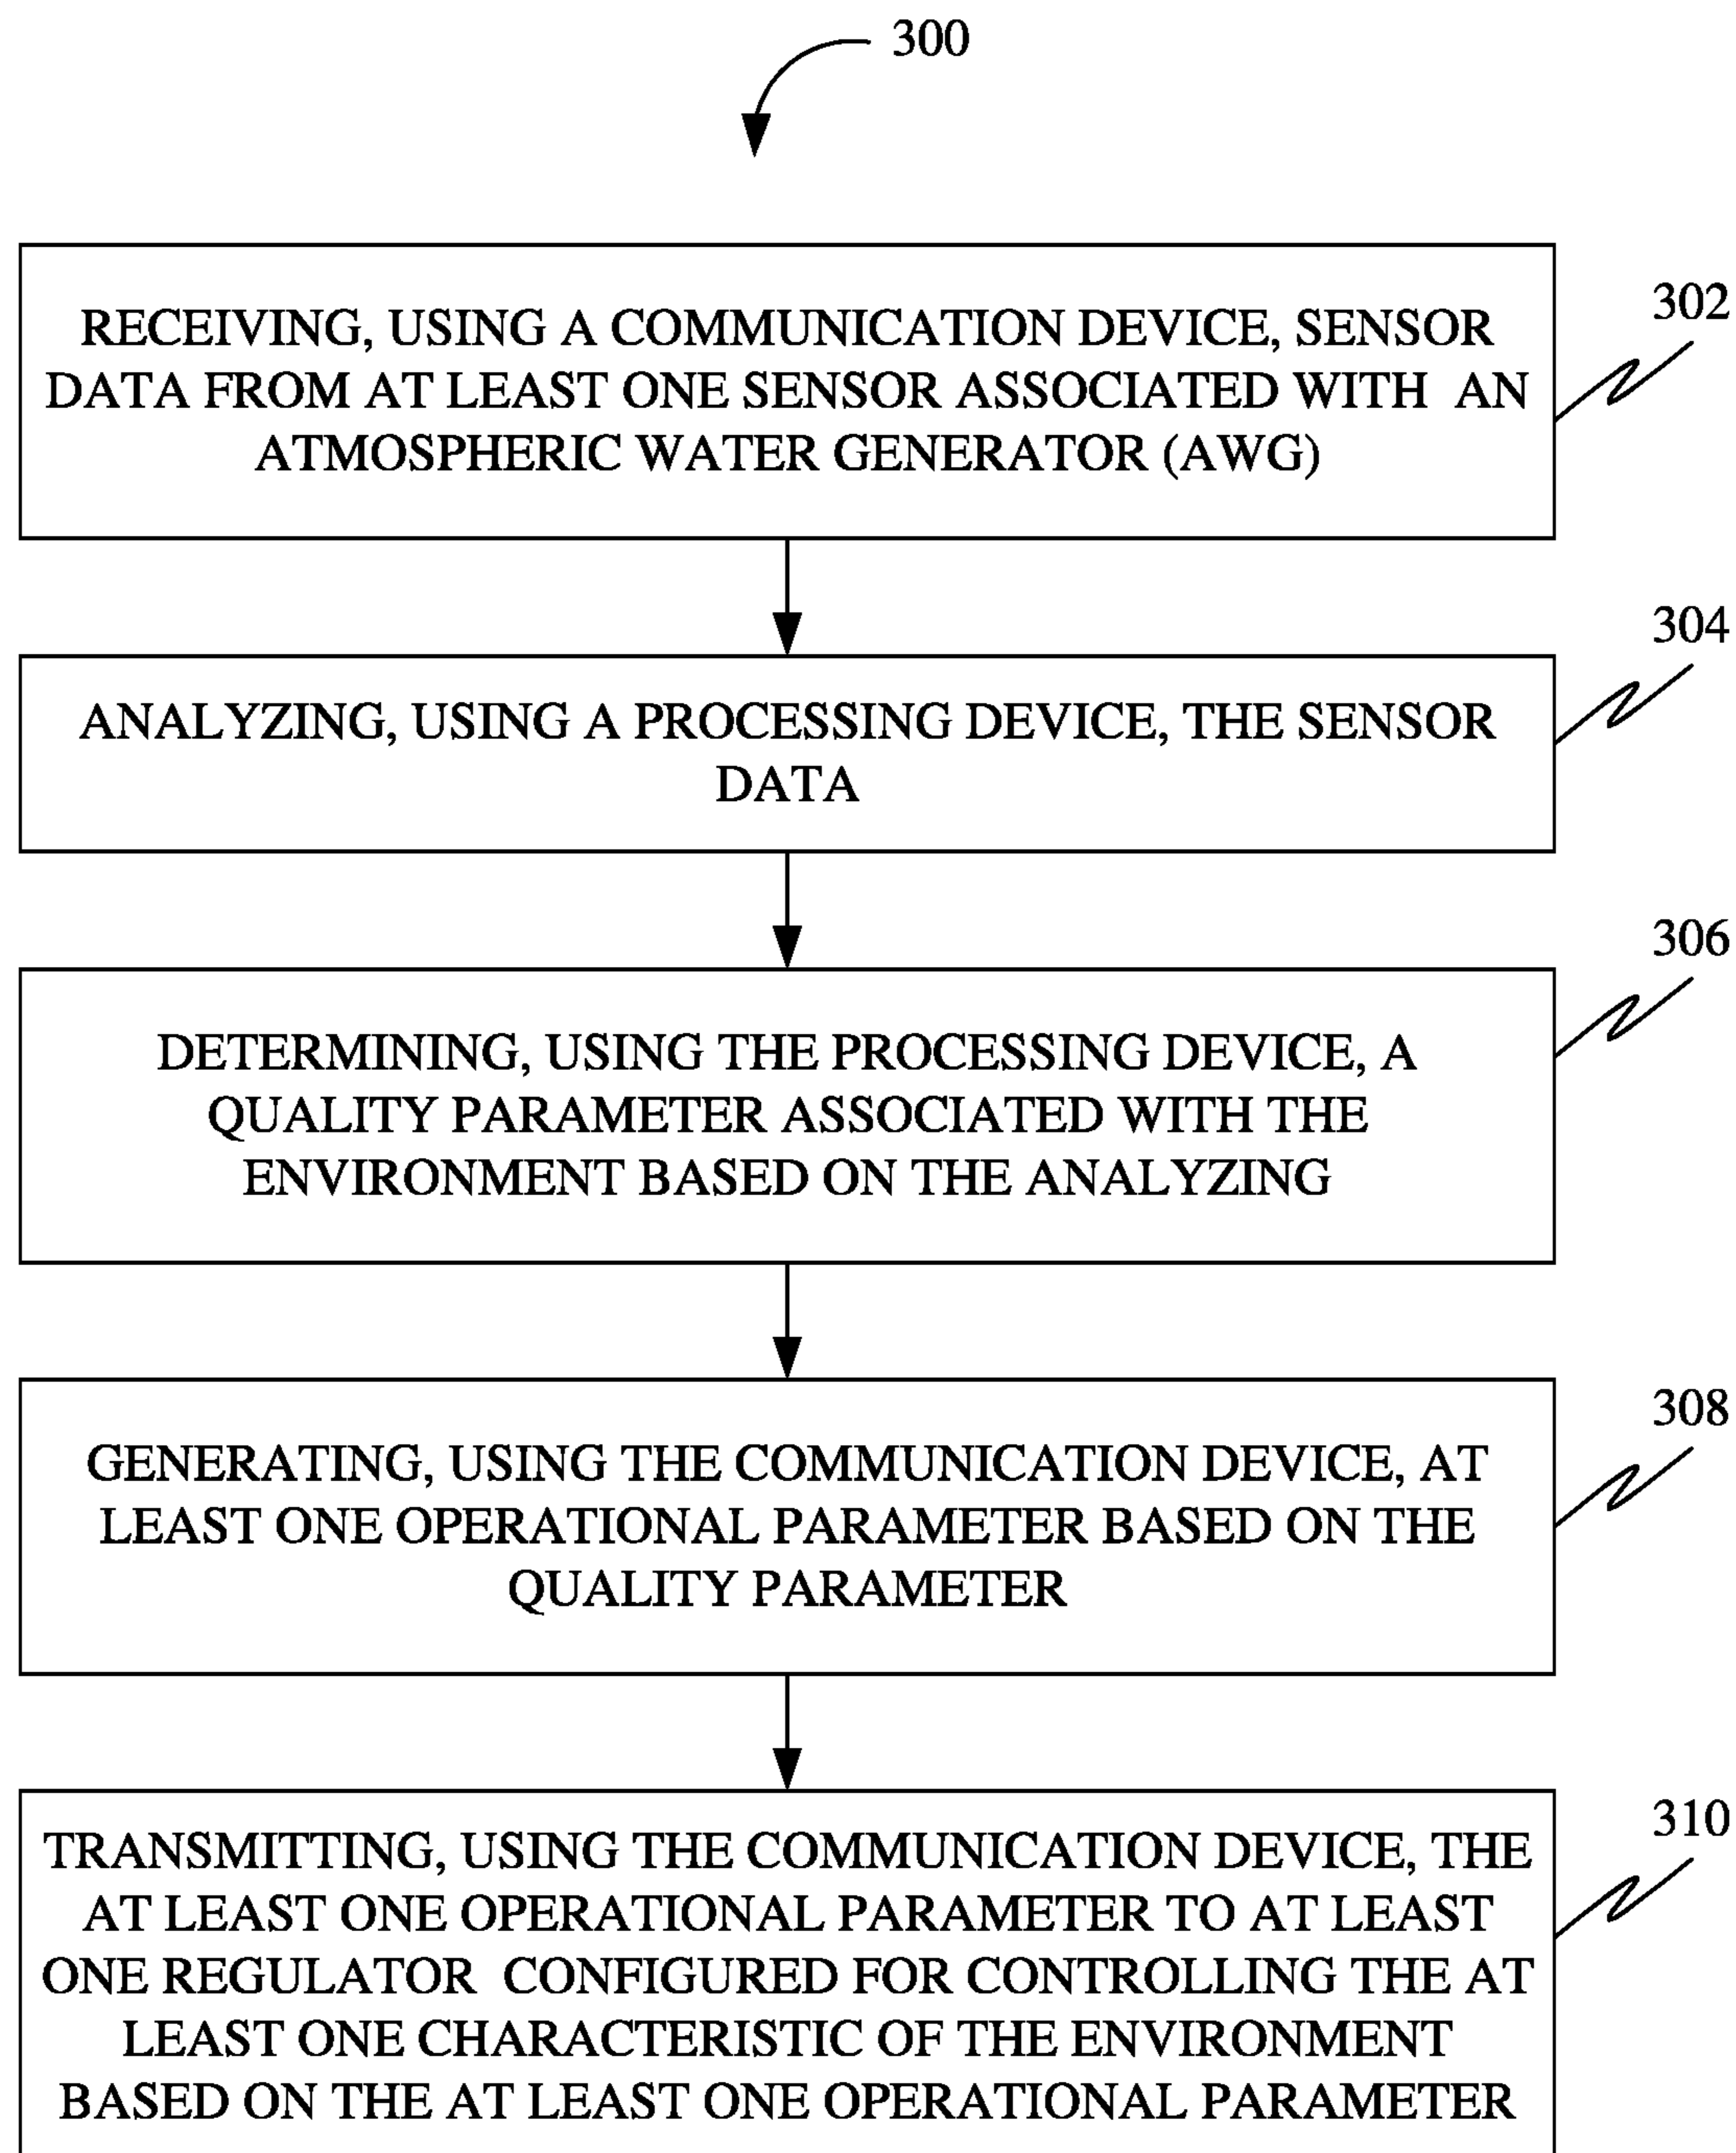 300
302
RECEIVING, USING A COMMUNICATION DEVICE, SENSOR
DATA FROM AT LEAST ONE SENSOR ASSOCIATED WITH AN
ATMOSPHERIC WATER GENERATOR (AWG)
304
ANALYZING, USING A PROCESSING DEVICE, THE SENSOR
DATA
306
DETERMINING, USING THE PROCESSING DEVICE, A
QUALITY PARAMETER ASSOCIATED WITH THE
ENVIRONMENT BASED ON THE ANALYZING
308
GENERATING, USING THE COMMUNICATION DEVICE, AT
LEAST ONE OPERATIONAL PARAMETER BASED ON THE
QUALITY PARAMETER
310
TRANSMITTING, USING THE COMMUNICATION DEVICE, THE
AT LEAST ONE OPERATIONAL PARAMETER TO AT LEAST
ONE REGULATOR CONFIGURED FOR CONTROLLING THE AT
LEAST ONE CHARACTERISTIC OF THE ENVIRONMENT
BASED ON THE AT LEAST ONE OPERATIONAL PARAMETER